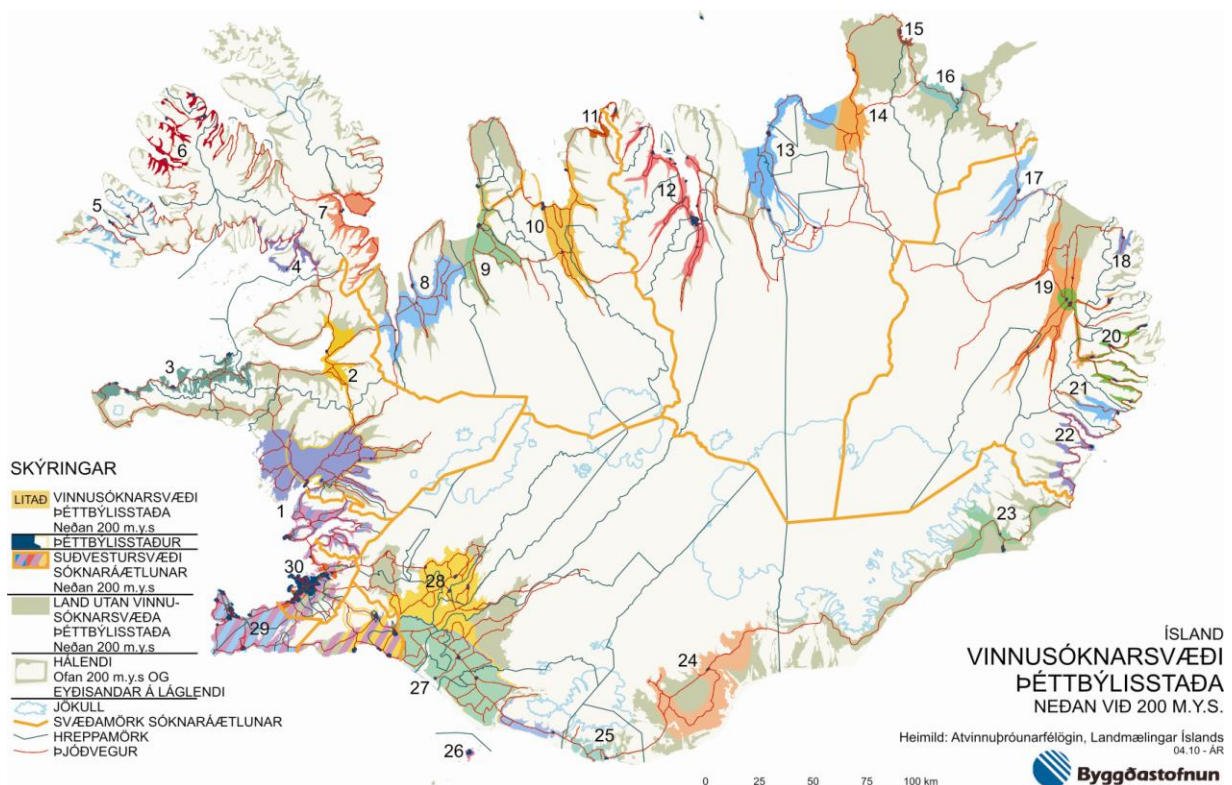 15
16
11
14
6
13
17
12
7
5
10
18
4
8
9
19
20
3
2
21
22
SKÝRINGAR
LITAÐ VINNUSÓKNARSVÆÐI
ÞÉTTBÝLISSTAÐA
Neðan 200 m.y.s
ÞÉTTBÝLISSTAÐUR
SUÐVESTURSVÆÐI
SÓKNARÁÆTLUNAR
Neðan 200 m.y.s
LAND UTAN VINNU-
SÓKNARSVÆÐA
ÞÉTTBÝLISSTAÐA
Neðan 200 m.y.s
HÁLENDI
Ofan 200 m.y.s OG
EYÐISANDAR Á LÁGLENDI
JÖKULL
SVÆÐAMÖRK SÓKNARÁÆTLUNAR
HREPPAMÖRK
ÞJÓÐVEGUR
1
23
30
28
29
24
27
25
26
ÍSLAND
VINNUSÓKNARSVÆÐI
ÞÉTTBÝLISSTAÐA
NEÐAN VIÐ 200 M.Y.S.
Heimild: Atvinnuþróunarfélögin, Landmælingar Íslands
04.10 - ÁR
0 25 50 75 100 km
Byggðastofnun